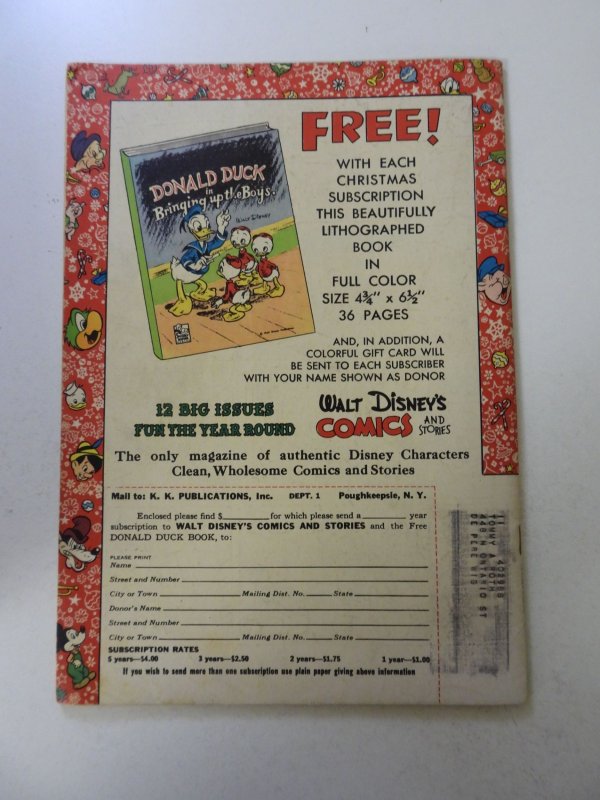 FREE!
WITH EACH
CHRISTMAS
SUBSCRIPTION
THIS BEAUTIFULLY
LITHOGRAPHED
BOOK
IN
FULL COLOR
SIZE 4¾" x 6½"
36 PAGES
DONALD DUCK
in
Bringing up the Boys
WALT DISNEY
AND, IN ADDITION, A
COLORFUL GIFT CARD WILL
BE SENT TO EACH SUBSCRIBER
WITH YOUR NAME SHOWN AS DONOR
12 BIG ISSUES
FUN THE YEAR ROUND
WALT DISNEY'S
COMICS AND
STORIES
The only magazine of authentic Disney Characters
Clean, Wholesome Comics and Stories
Mail to: K. K. PUBLICATIONS, Inc. DEPT. 1 Poughkeepsie, N. Y.
Enclosed please find $ for which please send a year
subscription to WALT DISNEY'S COMICS AND STORIES and the Free
DONALD DUCK BOOK, to:
PLEASE PRINT
Name
Street and Number
City or Town Mailing Dist. No. State
Donor's Name
Street and Number
City or Town Mailing Dist. No. State
SUBSCRIPTION RATES
5 years—$4.00 3 years—$2.50 2 years—$1.75 1 year—$1.00
If you wish to send more than one subscription use plain paper giving above information
ONTARIO ST